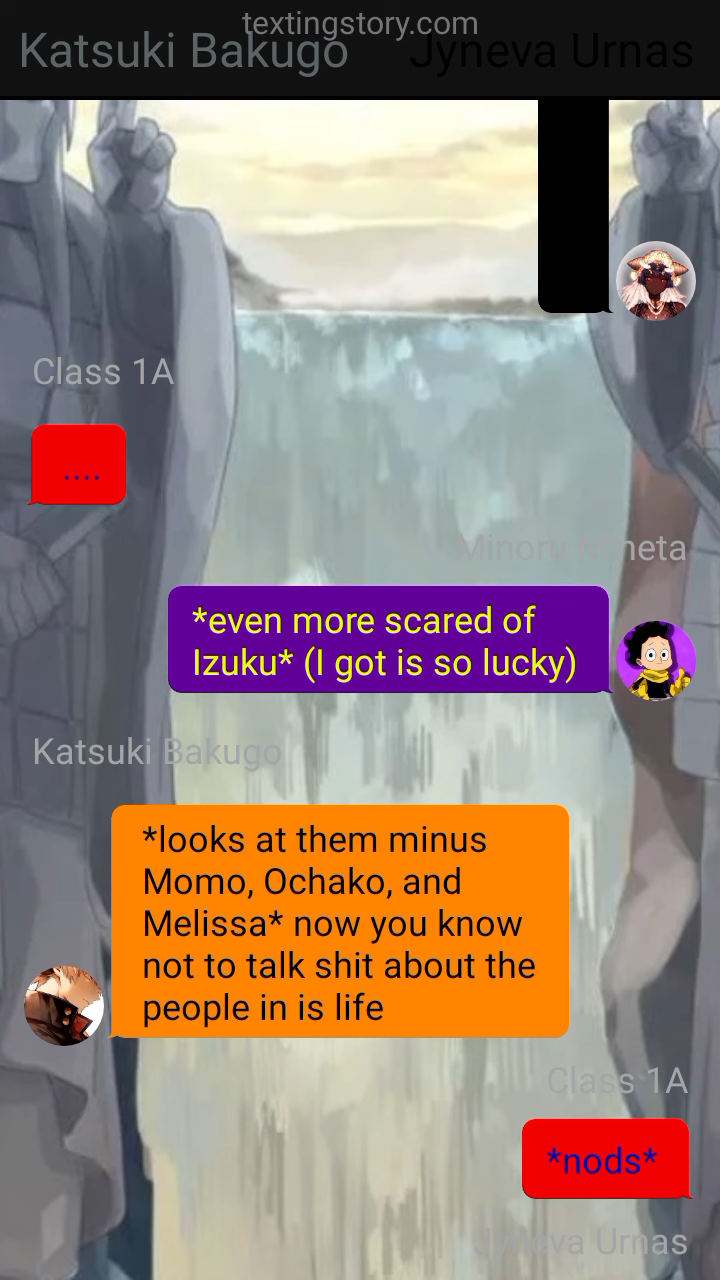 textingstory.com
Katsuki Bakugo Jyneva Urnas
Class 1A
....
Minoru Mineta
*even more scared of
Izuku* (I got is so lucky)
Katsuki Bakugo
*looks at them minus
Momo, Ochako, and
Melissa* now you know
not to talk shit about the
people in is life
Class 1A
*nods*
Jyneva Urnas